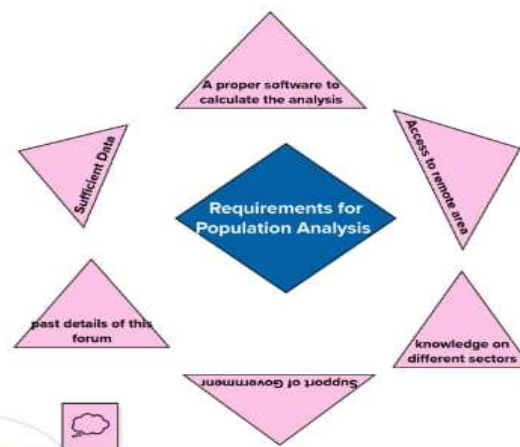 A proper software to
calculate the analysis
Sufficient Data
Access to remote area
Requirements for
Population Analysis
past details of this
forum
knowledge on
different sectors
Support of Government